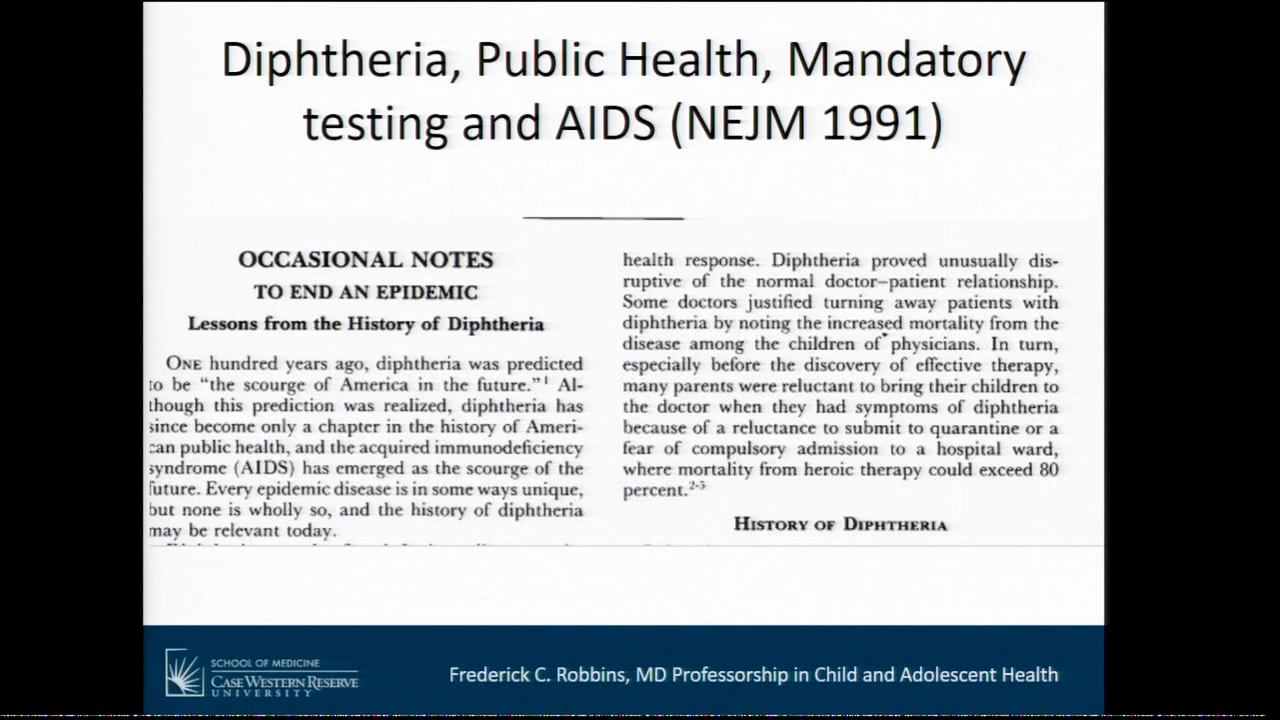 Diphtheria, Public Health, Mandatory
testing and AIDS (NEJM 1991)
OCCASIONAL NOTES
TO END AN EPIDEMIC
Lessons from the History of Diphtheria
ONE hundred years ago, diphtheria was predicted
to be “the scourge of America in the future.”1 Al-
though this prediction was realized, diphtheria has
since become only a chapter in the history of Ameri-
can public health, and the acquired immunodeficiency
syndrome (AIDS) has emerged as the scourge of the
future. Every epidemic disease is in some ways unique,
but none is wholly so, and the history of diphtheria
may be relevant today.
health response. Diphtheria proved unusually dis-
ruptive of the normal doctor–patient relationship.
Some doctors justified turning away patients with
diphtheria by noting the increased mortality from the
disease among the children of physicians. In turn,
especially before the discovery of effective therapy,
many parents were reluctant to bring their children to
the doctor when they had symptoms of diphtheria
because of a reluctance to submit to quarantine or a
fear of compulsory admission to a hospital ward,
where mortality from heroic therapy could exceed 80
percent.2-5
HISTORY OF DIPHTHERIA
SCHOOL OF MEDICINE
CASE WESTERN RESERVE
UNIVERSITY
Frederick C. Robbins, MD Professorship in Child and Adolescent Health